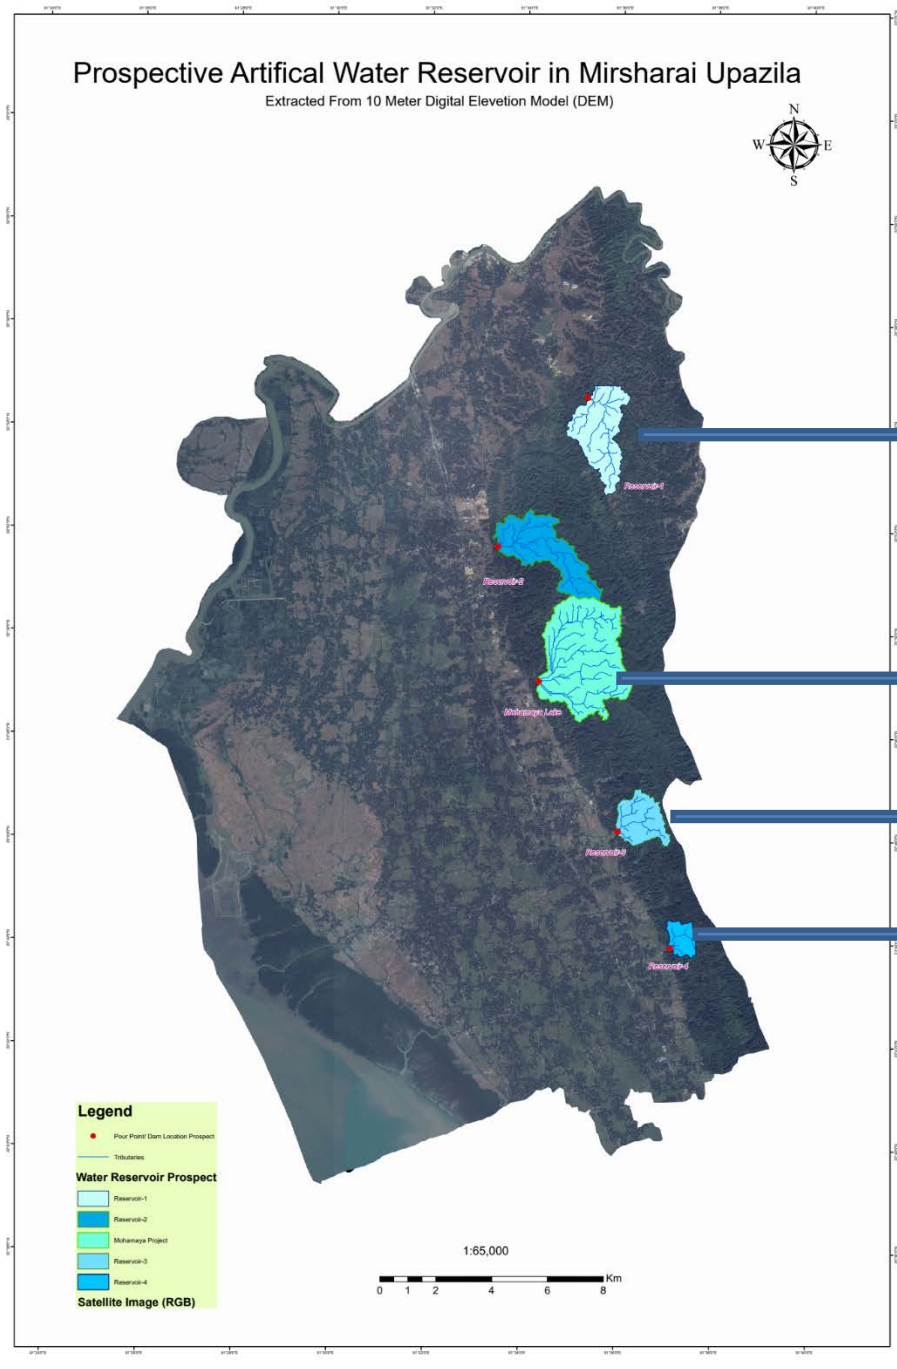 Prospective Artifical Water Reservoir in Mirsharai Upazila
Extracted From 10 Meter Digital Elevetion Model (DEM)
N
W E
S
Reservoir-1
Reservoir-2
Mohamaya Lake
Reservoir-3
Reservoir-4
Legend
Pour Point/ Dam Location Prospect
Tributeries
Water Reservoir Prospect
Reservoir-1
Reservoir-2
Mohamaya Project
Reservoir-3
Reservoir-4
Satellite Image (RGB)
1:65,000
Km
0 1 2 4 6 8